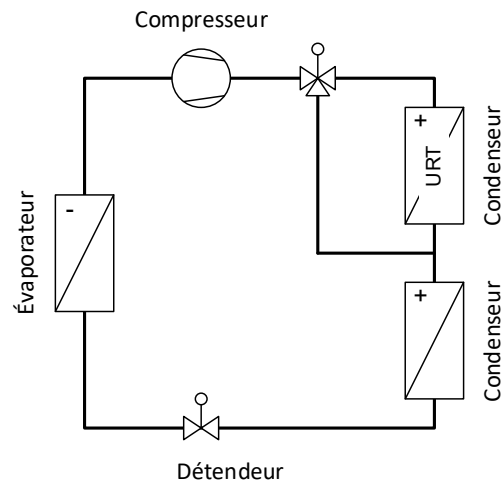 Compresseur
+
URT
Condenseur
Évaporateur
-
+
Condenseur
Détendeur